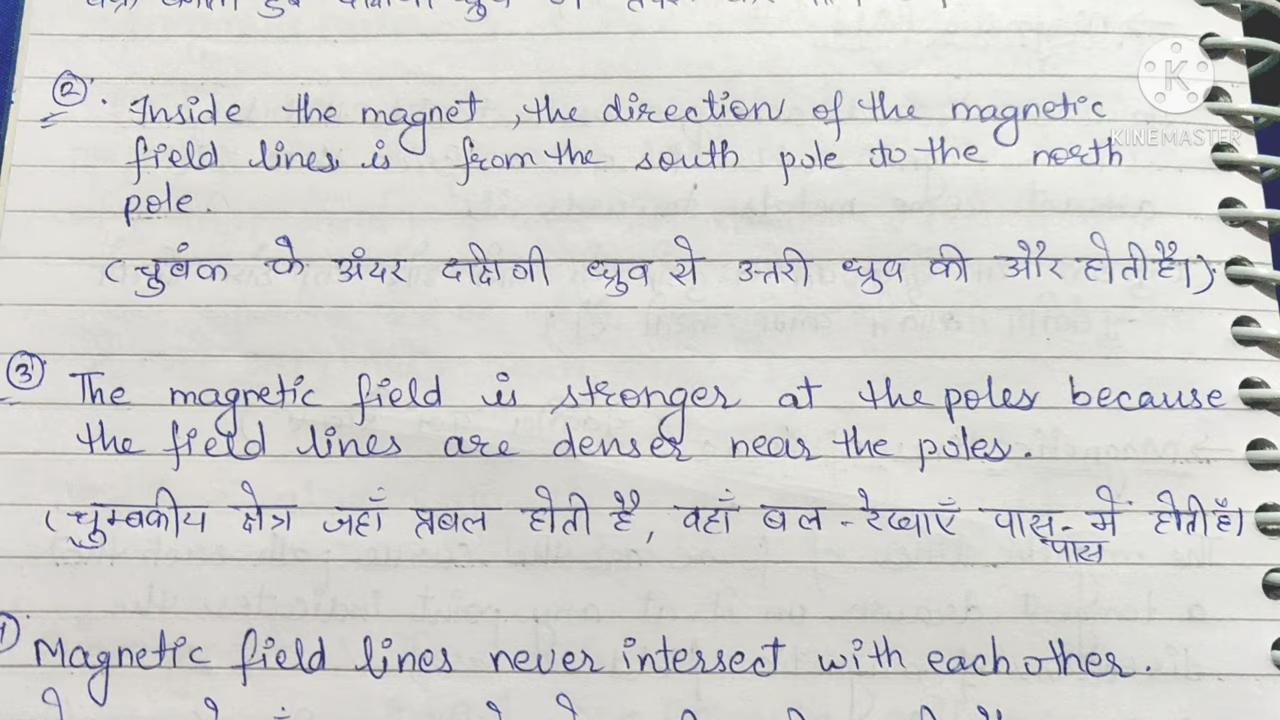 ②. Inside the magnet, the direction of the magnetic
field lines is from the south pole to the north
pole.
(चुबंक के अंदर दक्षिणी ध्रुव से उत्तरी ध्रुव की और होती है।)
③ The magnetic field is stronger at the poles because
the field lines are denser near the poles.
(चुम्बकीय क्षेत्र जहाँ प्रबल होती है, वहाँ बल-रेखाएँ पास-में होती है।
पास
Magnetic field lines never intersect with each other.
K
KINEMASTER